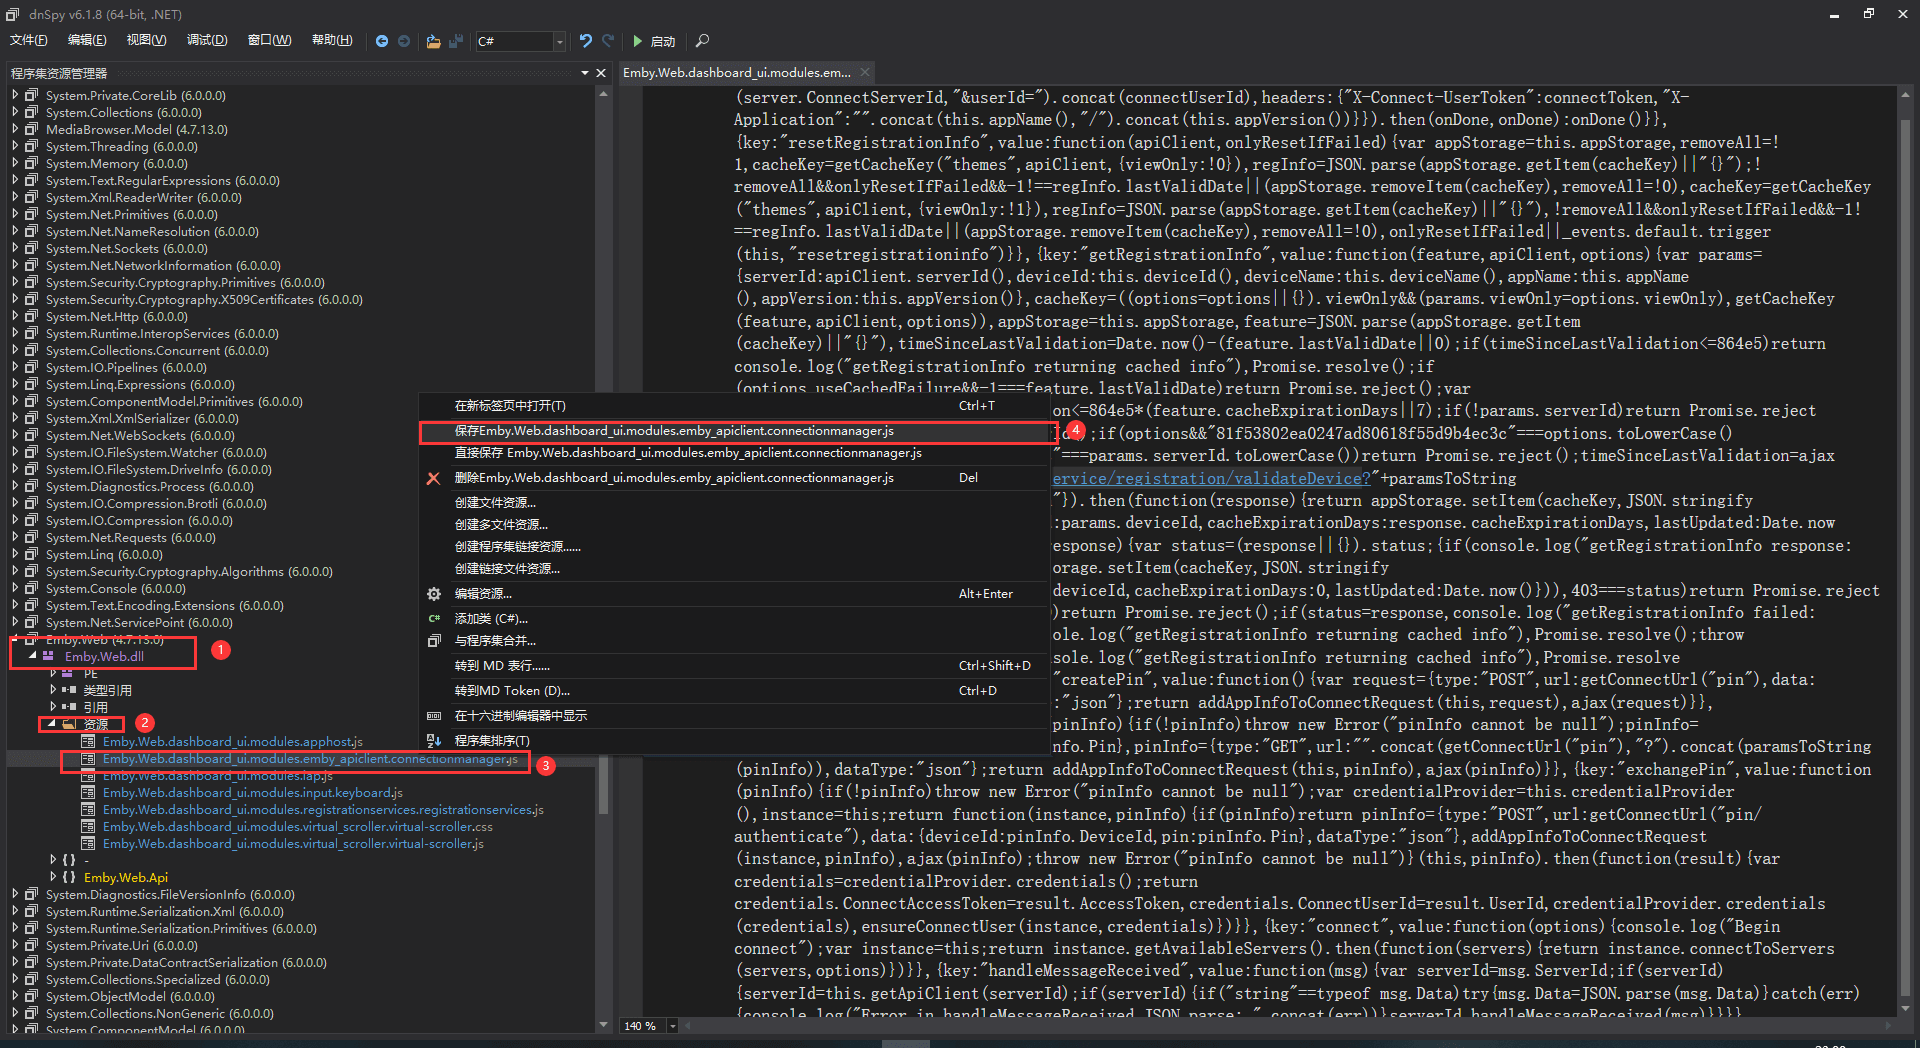 dnSpy v6.1.8 (64-bit, .NET)
文件(F) 编辑(E) 视图(V) 调试(D) 窗口(W) 帮助(H) C# 启动
程序集资源管理器
System.Private.CoreLib (6.0.0.0)
System.Collections (6.0.0.0)
MediaBrowser.Model (4.7.13.0)
System.Threading (6.0.0.0)
System.Memory (6.0.0.0)
System.Text.RegularExpressions (6.0.0.0)
System.Xml.ReaderWriter (6.0.0.0)
System.Net.Primitives (6.0.0.0)
System.Net.NameResolution (6.0.0.0)
System.Net.Sockets (6.0.0.0)
System.Net.NetworkInformation (6.0.0.0)
System.Security.Cryptography.Primitives (6.0.0.0)
System.Security.Cryptography.X509Certificates (6.0.0.0)
System.Net.Http (6.0.0.0)
System.Runtime.InteropServices (6.0.0.0)
System.Collections.Concurrent (6.0.0.0)
System.IO.Pipelines (6.0.0.0)
System.Linq.Expressions (6.0.0.0)
System.ComponentModel.Primitives (6.0.0.0)
System.Xml.XmlSerializer (6.0.0.0)
System.Net.WebSockets (6.0.0.0)
System.IO.FileSystem.Watcher (6.0.0.0)
System.IO.FileSystem.DriveInfo (6.0.0.0)
System.Diagnostics.Process (6.0.0.0)
System.IO.Compression.Brotli (6.0.0.0)
System.IO.Compression (6.0.0.0)
System.Net.Requests (6.0.0.0)
System.Linq (6.0.0.0)
System.Security.Cryptography.Algorithms (6.0.0.0)
System.Console (6.0.0.0)
System.Text.Encoding.Extensions (6.0.0.0)
System.Net.ServicePoint (6.0.0.0)
Emby.Web (4.7.13.0)
Emby.Web.dll
1
PE
类型引用
引用
资源
2
Emby.Web.dashboard_ui.modules.apphost.js
Emby.Web.dashboard_ui.modules.emby_apiclient.connectionmanager.js
3
Emby.Web.dashboard_ui.modules.iap.js
Emby.Web.dashboard_ui.modules.input.keyboard.js
Emby.Web.dashboard_ui.modules.registrationservices.registrationservices.js
Emby.Web.dashboard_ui.modules.virtual_scroller.virtual-scroller.css
Emby.Web.dashboard_ui.modules.virtual_scroller.virtual-scroller.js
{ } -
{ } Emby.Web.Api
System.Diagnostics.FileVersionInfo (6.0.0.0)
System.Runtime.Serialization.Xml (6.0.0.0)
System.Runtime.Serialization.Primitives (6.0.0.0)
System.Private.Uri (6.0.0.0)
System.Private.DataContractSerialization (6.0.0.0)
System.Collections.Specialized (6.0.0.0)
System.ObjectModel (6.0.0.0)
System.Collections.NonGeneric (6.0.0.0)
System.ComponentModel (6.0.0.0)
在新标签页中打开(T) Ctrl+T
保存Emby.Web.dashboard_ui.modules.emby_apiclient.connectionmanager.js
4
直接保存 Emby.Web.dashboard_ui.modules.emby_apiclient.connectionmanager.js
删除Emby.Web.dashboard_ui.modules.emby_apiclient.connectionmanager.js Del
创建文件资源...
创建多文件资源...
创建程序集链接资源......
创建链接文件资源...
编辑资源... Alt+Enter
C# 添加类 (C#)...
与程序集合并...
转到 MD 表行...... Ctrl+Shift+D
转到MD Token (D)... Ctrl+D
在十六进制编辑器中显示
程序集排序(T)
Emby.Web.dashboard_ui.modules.em...
(server.ConnectServerId,"&userId=").concat(connectUserId),headers:{"X-Connect-UserToken":connectToken,"X-
Application":"".concat(this.appName(),"/").concat(this.appVersion())}}).then(onDone,onDone):onDone()}},
{key:"resetRegistrationInfo",value:function(apiClient,onlyResetIfFailed){var appStorage=this.appStorage,removeAll=!
1,cacheKey=getCacheKey("themes",apiClient,{viewOnly:!0}),regInfo=JSON.parse(appStorage.getItem(cacheKey)||"{}");!
removeAll&&onlyResetIfFailed&&-1!==regInfo.lastValidDate||(appStorage.removeItem(cacheKey),removeAll=!0),cacheKey=getCacheKey
("themes",apiClient,{viewOnly:!1}),regInfo=JSON.parse(appStorage.getItem(cacheKey)||"{}"),!removeAll&&onlyResetIfFailed&&-1!
==regInfo.lastValidDate||(appStorage.removeItem(cacheKey),removeAll=!0),onlyResetIfFailed||_events.default.trigger
(this,"resetregistrationinfo")}},{key:"getRegistrationInfo",value:function(feature,apiClient,options){var params=
{serverId:apiClient.serverId(),deviceId:this.deviceId(),deviceName:this.deviceName(),appName:this.appName
(),appVersion:this.appVersion()},cacheKey=((options=options||{}).viewOnly&&(params.viewOnly=options.viewOnly),getCacheKey
(feature,apiClient,options)),appStorage=this.appStorage,feature=JSON.parse(appStorage.getItem
(cacheKey)||"{}"),timeSinceLastValidation=Date.now()-(feature.lastValidDate||0);if(timeSinceLastValidation<=864e5)return
console.log("getRegistrationInfo returning cached info"),Promise.resolve();if
(options.useCachedFailure&&-1===feature.lastValidDate)return Promise.reject();var
n<=864e5*(feature.cacheExpirationDays||7);if(!params.serverId)return Promise.reject
);if(options&&"81f53802ea0247ad80618f55d9b4ec3c"===options.toLowerCase()
"===params.serverId.toLowerCase())return Promise.reject();timeSinceLastValidation=ajax
ervice/registration/validateDevice?"+paramsToString
"}).then(function(response){return appStorage.setItem(cacheKey,JSON.stringify
:params.deviceId,cacheExpirationDays:response.cacheExpirationDays,lastUpdated:Date.now
esponse){var status=(response||{}).status;{if(console.log("getRegistrationInfo response:
orage.setItem(cacheKey,JSON.stringify
deviceId,cacheExpirationDays:0,lastUpdated:Date.now()})),403===status)return Promise.reject
)return Promise.reject();if(status=response,console.log("getRegistrationInfo failed:
ole.log("getRegistrationInfo returning cached info"),Promise.resolve();throw
sole.log("getRegistrationInfo returning cached info"),Promise.resolve
"createPin",value:function(){var request={type:"POST",url:getConnectUrl("pin"),data:
:"json"};return addAppInfoToConnectRequest(this,request),ajax(request)}},
pinInfo){if(!pinInfo)throw new Error("pinInfo cannot be null");pinInfo=
nfo.Pin},pinInfo={type:"GET",url:"".concat(getConnectUrl("pin"),"?").concat(paramsToString
(pinInfo)),dataType:"json"};return addAppInfoToConnectRequest(this,pinInfo),ajax(pinInfo)}},{key:"exchangePin",value:function
(pinInfo){if(!pinInfo)throw new Error("pinInfo cannot be null");var credentialProvider=this.credentialProvider
(),instance=this;return function(instance,pinInfo){if(pinInfo)return pinInfo={type:"POST",url:getConnectUrl("pin/
authenticate"),data:{deviceId:pinInfo.DeviceId,pin:pinInfo.Pin},dataType:"json"},addAppInfoToConnectRequest
(instance,pinInfo),ajax(pinInfo);throw new Error("pinInfo cannot be null")}(this,pinInfo).then(function(result){var
credentials=credentialProvider.credentials();return
credentials.ConnectAccessToken=result.AccessToken,credentials.ConnectUserId=result.UserId,credentialProvider.credentials
(credentials),ensureConnectUser(instance,credentials)})}},{key:"connect",value:function(options){console.log("Begin
connect");var instance=this;return instance.getAvailableServers().then(function(servers){return instance.connectToServers
(servers,options)})}},{key:"handleMessageReceived",value:function(msg){var serverId=msg.ServerId;if(serverId)
{serverId=this.getApiClient(serverId);if(serverId){if("string"==typeof msg.Data)try{msg.Data=JSON.parse(msg.Data)}catch(err)
{console.log("Error in handleMessageReceived JSON.parse: ".concat(err))}serverId.handleMessageReceived(msg)}}}}
140 %